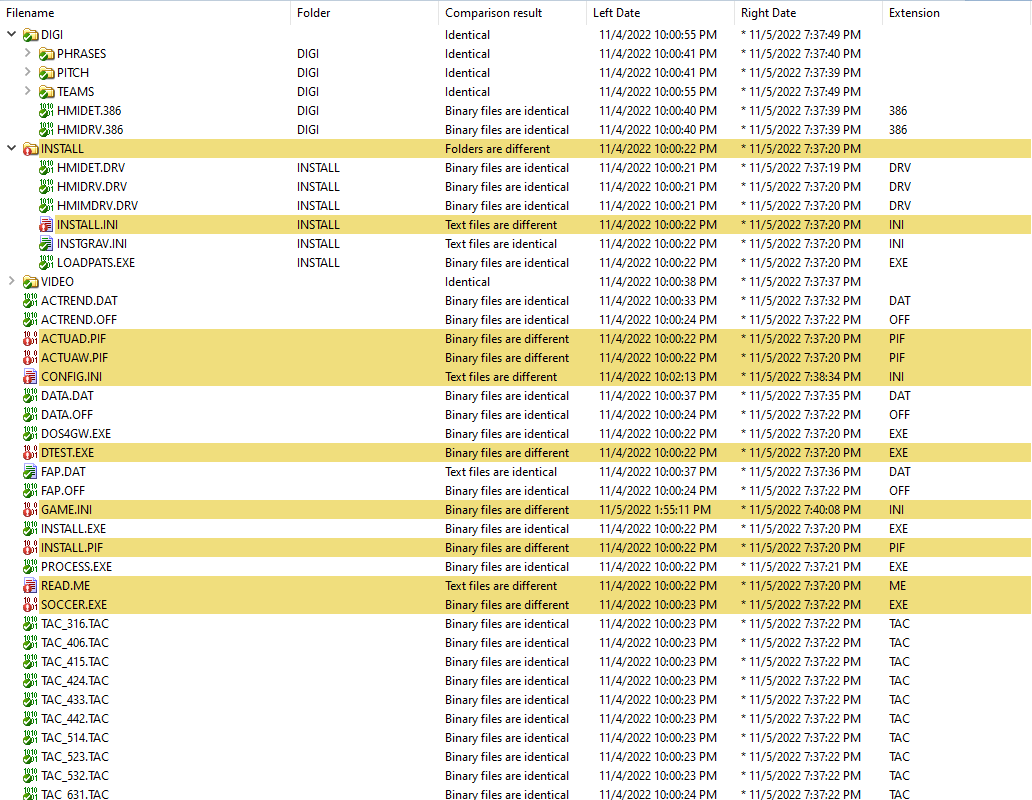 Filename Folder Comparison result Left Date Right Date Extension
DIGI Identical 11/4/2022 10:00:55 PM * 11/5/2022 7:37:49 PM
PHRASES DIGI Identical 11/4/2022 10:00:41 PM * 11/5/2022 7:37:40 PM
PITCH DIGI Identical 11/4/2022 10:00:41 PM * 11/5/2022 7:37:39 PM
TEAMS DIGI Identical 11/4/2022 10:00:55 PM * 11/5/2022 7:37:49 PM
HMIDET.386 DIGI Binary files are identical 11/4/2022 10:00:40 PM * 11/5/2022 7:37:39 PM 386
HMIDRV.386 DIGI Binary files are identical 11/4/2022 10:00:40 PM * 11/5/2022 7:37:39 PM 386
INSTALL Folders are different 11/4/2022 10:00:22 PM * 11/5/2022 7:37:20 PM
HMIDET.DRV INSTALL Binary files are identical 11/4/2022 10:00:21 PM * 11/5/2022 7:37:19 PM DRV
HMIDRV.DRV INSTALL Binary files are identical 11/4/2022 10:00:21 PM * 11/5/2022 7:37:20 PM DRV
HMIMDRV.DRV INSTALL Binary files are identical 11/4/2022 10:00:21 PM * 11/5/2022 7:37:20 PM DRV
INSTALL.INI INSTALL Text files are different 11/4/2022 10:00:22 PM * 11/5/2022 7:37:20 PM INI
INSTGRAV.INI INSTALL Text files are identical 11/4/2022 10:00:22 PM * 11/5/2022 7:37:20 PM INI
LOADPATS.EXE INSTALL Binary files are identical 11/4/2022 10:00:22 PM * 11/5/2022 7:37:20 PM EXE
VIDEO Identical 11/4/2022 10:00:38 PM * 11/5/2022 7:37:37 PM
ACTREND.DAT Binary files are identical 11/4/2022 10:00:33 PM * 11/5/2022 7:37:32 PM DAT
ACTREND.OFF Binary files are identical 11/4/2022 10:00:24 PM * 11/5/2022 7:37:22 PM OFF
ACTUAD.PIF Binary files are different 11/4/2022 10:00:22 PM * 11/5/2022 7:37:20 PM PIF
ACTUAW.PIF Binary files are different 11/4/2022 10:00:22 PM * 11/5/2022 7:37:20 PM PIF
CONFIG.INI Text files are different 11/4/2022 10:02:13 PM * 11/5/2022 7:38:34 PM INI
DATA.DAT Binary files are identical 11/4/2022 10:00:37 PM * 11/5/2022 7:37:35 PM DAT
DATA.OFF Binary files are identical 11/4/2022 10:00:24 PM * 11/5/2022 7:37:22 PM OFF
DOS4GW.EXE Binary files are identical 11/4/2022 10:00:22 PM * 11/5/2022 7:37:20 PM EXE
DTEST.EXE Binary files are different 11/4/2022 10:00:22 PM * 11/5/2022 7:37:20 PM EXE
FAP.DAT Text files are identical 11/4/2022 10:00:37 PM * 11/5/2022 7:37:36 PM DAT
FAP.OFF Binary files are identical 11/4/2022 10:00:24 PM * 11/5/2022 7:37:22 PM OFF
GAME.INI Binary files are different 11/5/2022 1:55:11 PM * 11/5/2022 7:40:08 PM INI
INSTALL.EXE Binary files are identical 11/4/2022 10:00:22 PM * 11/5/2022 7:37:20 PM EXE
INSTALL.PIF Binary files are different 11/4/2022 10:00:22 PM * 11/5/2022 7:37:20 PM PIF
PROCESS.EXE Binary files are identical 11/4/2022 10:00:22 PM * 11/5/2022 7:37:21 PM EXE
READ.ME Text files are different 11/4/2022 10:00:22 PM * 11/5/2022 7:37:20 PM ME
SOCCER.EXE Binary files are different 11/4/2022 10:00:23 PM * 11/5/2022 7:37:22 PM EXE
TAC_316.TAC Binary files are identical 11/4/2022 10:00:23 PM * 11/5/2022 7:37:22 PM TAC
TAC_406.TAC Binary files are identical 11/4/2022 10:00:23 PM * 11/5/2022 7:37:22 PM TAC
TAC_415.TAC Binary files are identical 11/4/2022 10:00:23 PM * 11/5/2022 7:37:22 PM TAC
TAC_424.TAC Binary files are identical 11/4/2022 10:00:23 PM * 11/5/2022 7:37:22 PM TAC
TAC_433.TAC Binary files are identical 11/4/2022 10:00:23 PM * 11/5/2022 7:37:22 PM TAC
TAC_442.TAC Binary files are identical 11/4/2022 10:00:23 PM * 11/5/2022 7:37:22 PM TAC
TAC_514.TAC Binary files are identical 11/4/2022 10:00:23 PM * 11/5/2022 7:37:22 PM TAC
TAC_523.TAC Binary files are identical 11/4/2022 10:00:23 PM * 11/5/2022 7:37:22 PM TAC
TAC_532.TAC Binary files are identical 11/4/2022 10:00:23 PM * 11/5/2022 7:37:22 PM TAC
TAC_631.TAC Binary files are identical 11/4/2022 10:00:24 PM * 11/5/2022 7:37:22 PM TAC